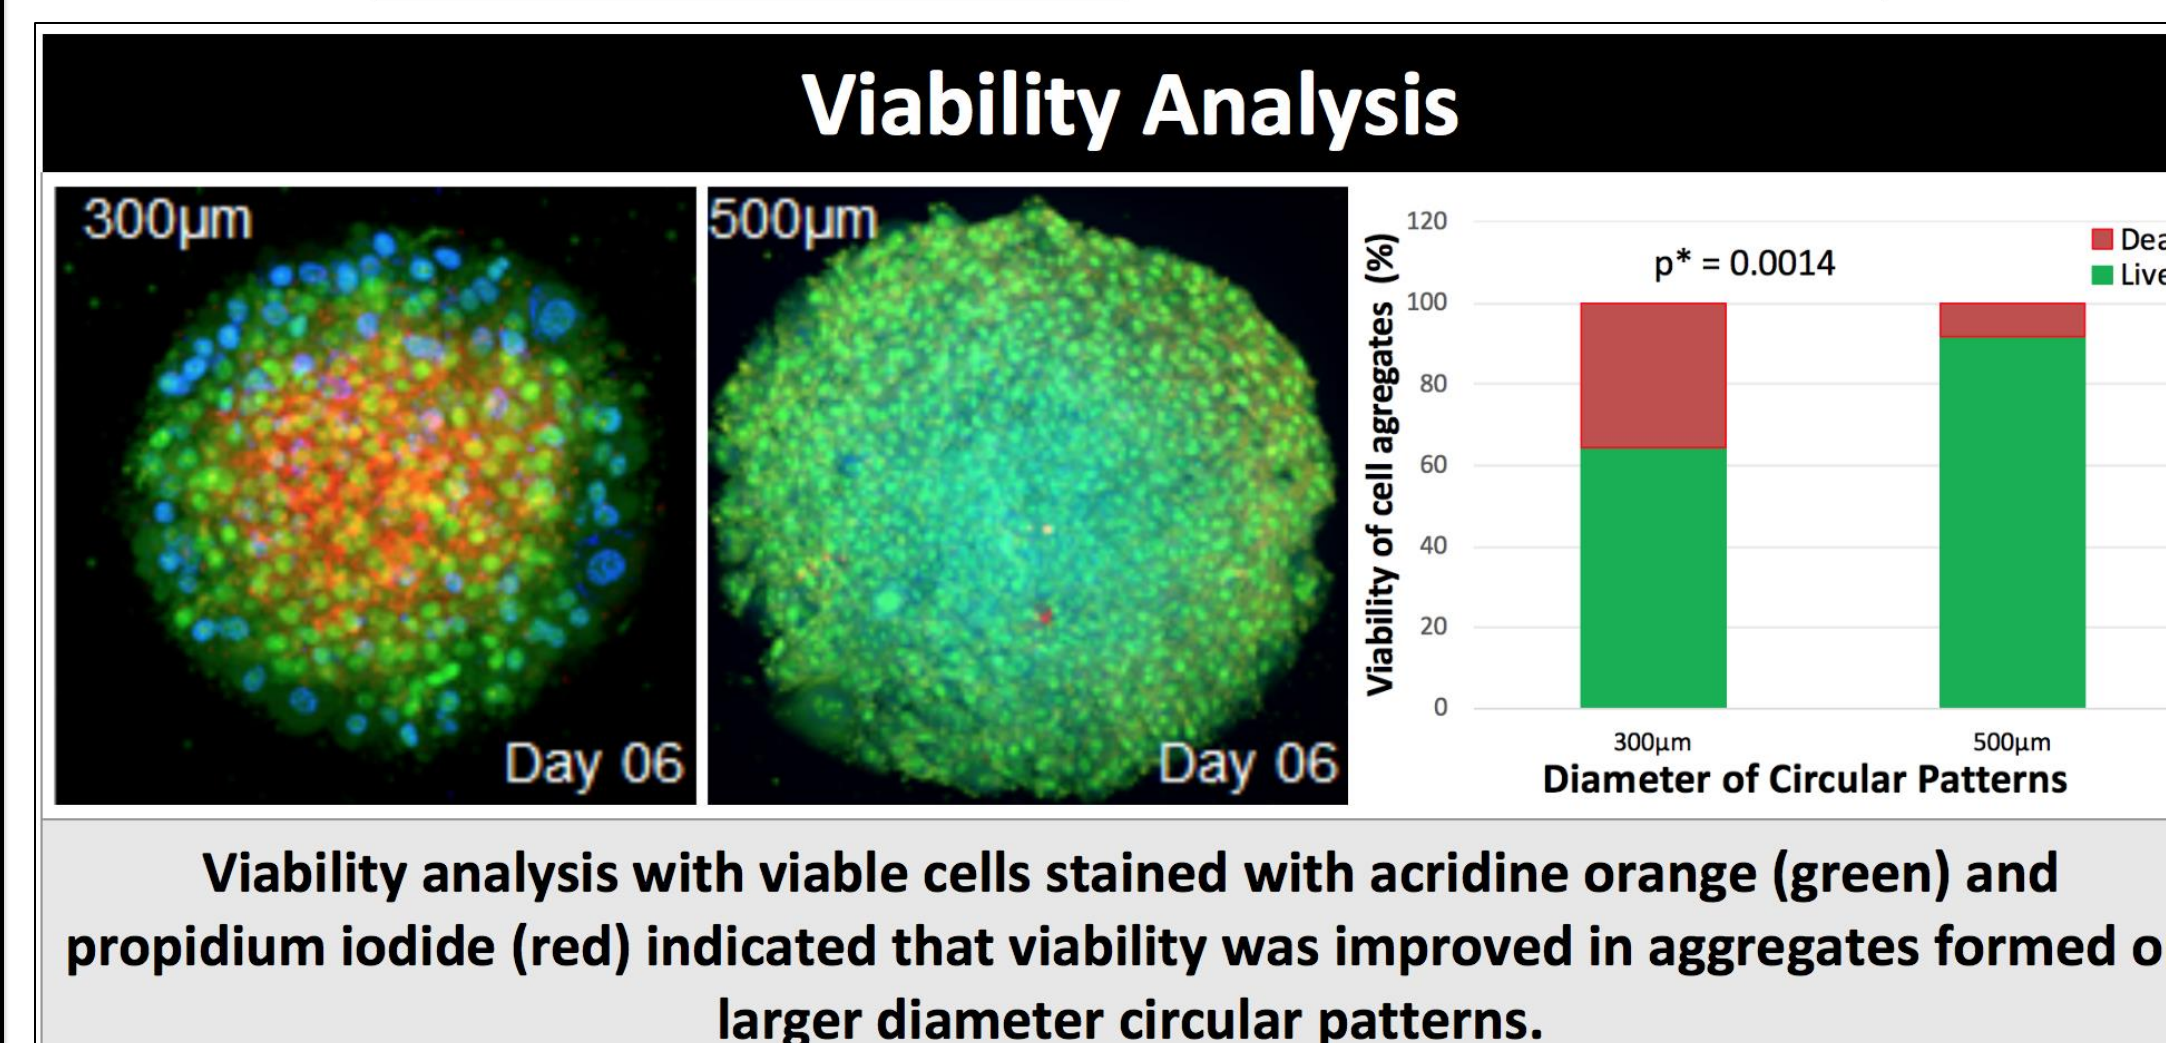 Viability Analysis
300µm
Day 06
500µm
Day 06
Viability of cell agregates (%)
120
100
80
60
40
20
0
p* = 0.0014
Dea
Live
300µm
500µm
Diameter of Circular Patterns
Viability analysis with viable cells stained with acridine orange (green) and
propidium iodide (red) indicated that viability was improved in aggregates formed o
larger diameter circular patterns.